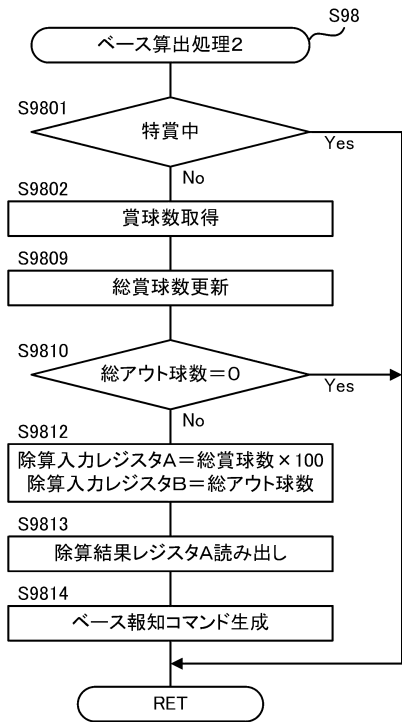 S98
ベース算出処理2
S9801
特賞中
Yes
No
S9802
賞球数取得
S9809
総賞球数更新
S9810
総アウト球数＝0
Yes
No
S9812
除算入力レジスタA＝総賞球数×100
除算入力レジスタB＝総アウト球数
S9813
除算結果レジスタA読み出し
S9814
ベース報知コマンド生成
RET